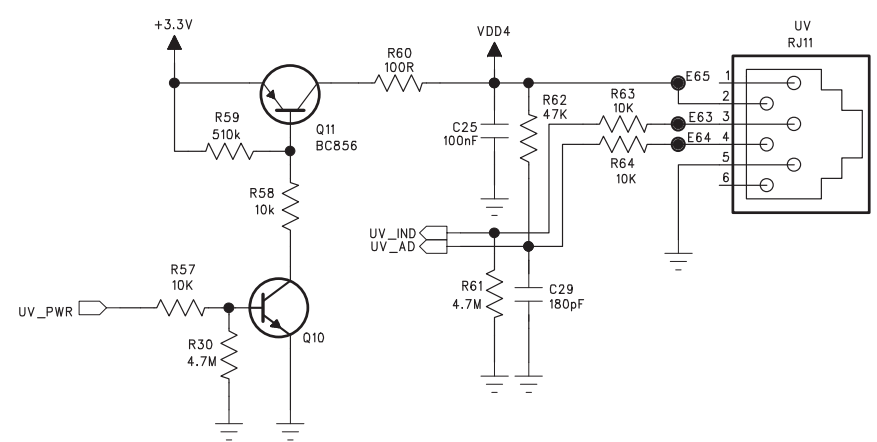 +3.3V
VDD4
UV
RJ11
R60
100R
E65
1
2
R63
10K
E63
3
E64
4
R64
10K
5
6
R59
510k
Q11
BC856
C25
100nF
R62
47K
R58
10k
UV_IND
UV_AD
R61
4.7M
C29
180pF
R57
10K
UV_PWR
Q10
R30
4.7M